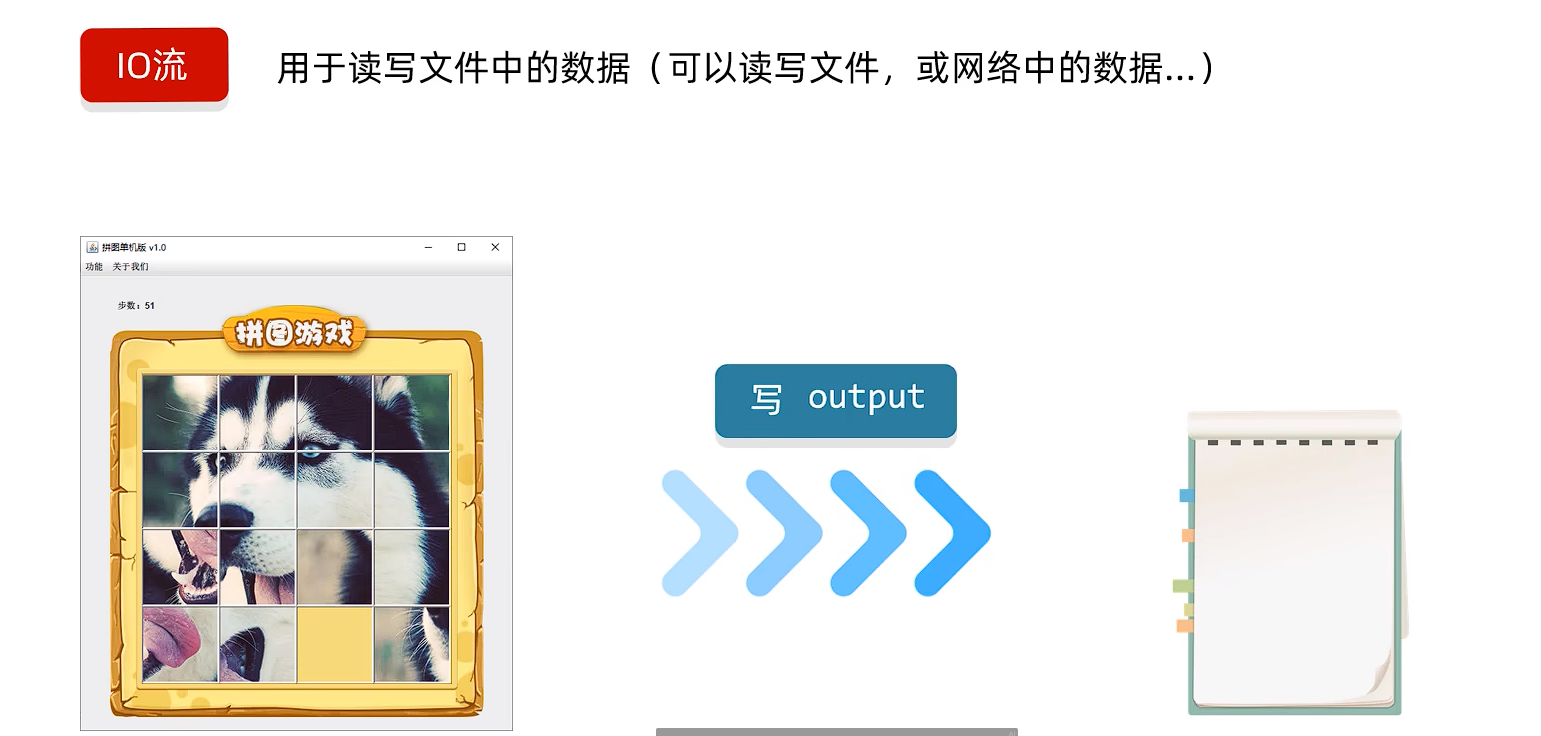 IO流
用于读写文件中的数据（可以读写文件，或网络中的数据...）
拼图单机版 v1.0
功能 关于我们
步数：51
拼图游戏
写 output